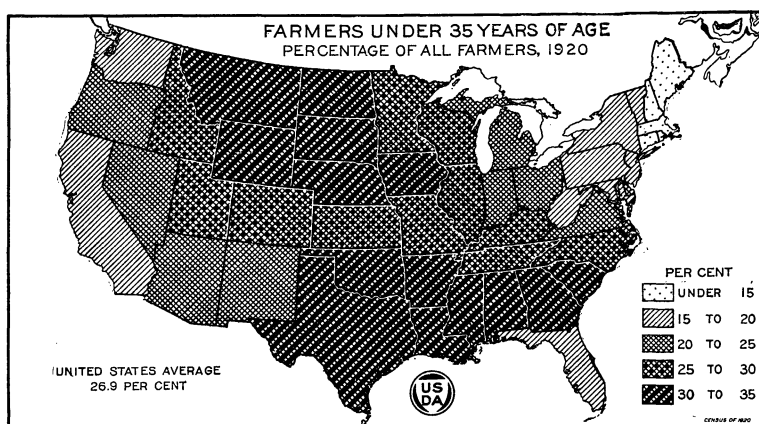 FARMERS UNDER 35 YEARS OF AGE
PERCENTAGE OF ALL FARMERS, 1920
PER CENT
UNDER 15
15 TO 20
20 TO 25
25 TO 30
30 TO 35
UNITED STATES AVERAGE
26.9 PER CENT
US
DA
CENSUS OF 1920